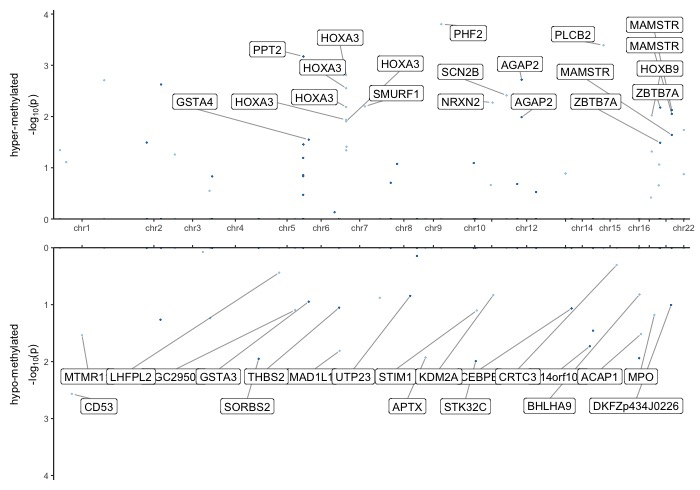 4
MAMSTR
HOXA3
PHF2
PLCB2
PPT2
MAMSTR
3
HOXA3
HOXA3
AGAP2
SCN2B
MAMSTR
HOXB9
GSTA4
HOXA3
HOXA3
SMURF1
NRXN2
AGAP2
ZBTB7A
ZBTB7A
2
1
0
hyper-methylated
-log10(p)
chr1
chr2
chr3
chr4
chr5
chr6
chr7
chr8
chr9
chr10
chr12
chr14
chr15
chr16
chr22
0
1
2
3
4
hypo-methylated
-log10(p)
MTMR1
LHFPL2
GC2950
GSTA3
THBS2
MAD1L1
UTP23
STIM1
KDM2A
CEBPE
CRTC3
14orf10
ACAP1
MPO
CD53
SORBS2
APTX
STK32C
BHLHA9
DKFZp434J0226